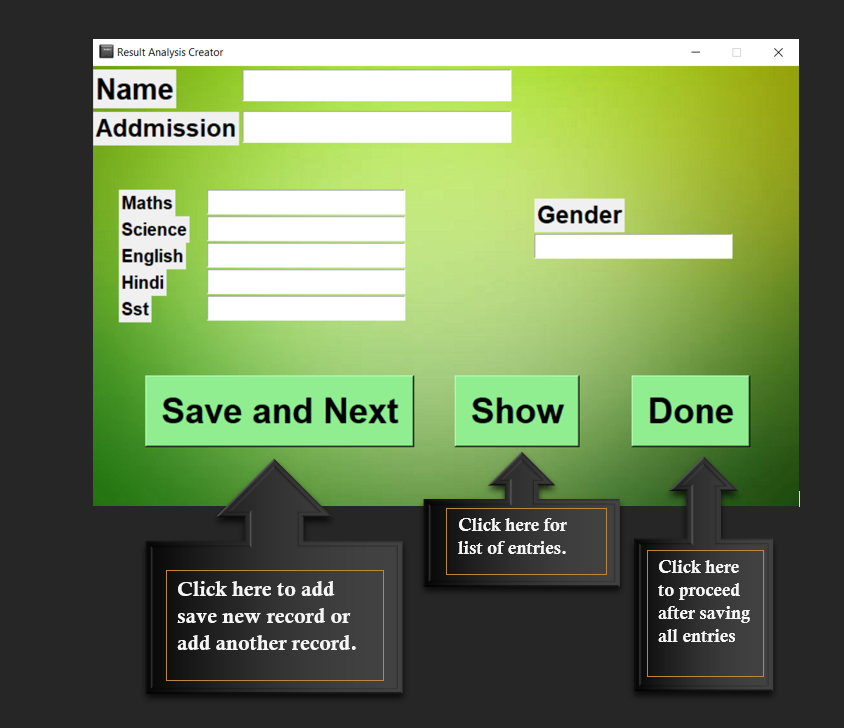 Result Analysis Creator
Name
Addmission
Maths
Science
English
Hindi
Sst
Gender
Save and Next
Show
Done
Click here to add
save new record or
add another record.
Click here for
list of entries.
Click here
to proceed
after saving
all entries